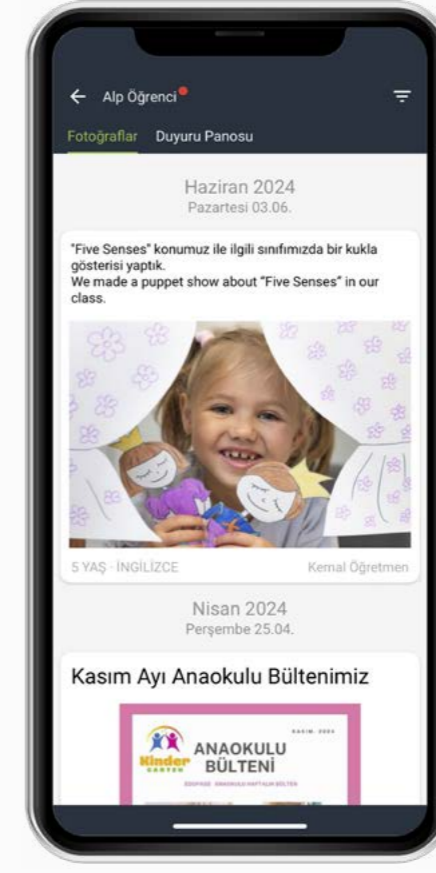 Alp Öğrenci
Fotoğraflar Duyuru Panosu
Haziran 2024
Pazartesi 03.06.
"Five Senses" konumuz ile ilgili sınıfımızda bir kukla
gösterisi yaptık.
We made a puppet show about "Five Senses" in our
class.
5 YAŞ - İNGİLİZCE Kemal Öğretmen
Nisan 2024
Perşembe 25.04.
Kasım Ayı Anaokulu Bültenimiz
Kinder
GARTEN
ANAOKULU
BÜLTENİ